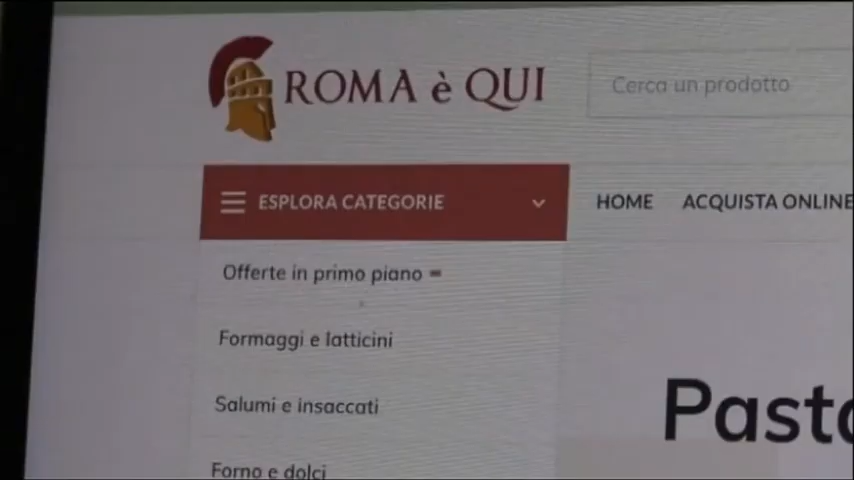 ROMA è QUI
Cerca un prodotto
ESPLORA CATEGORIE
HOME ACQUISTA ONLINE
Offerte in primo piano
Formaggi e latticini
Salumi e insaccati
Pasta
Forno e dolci